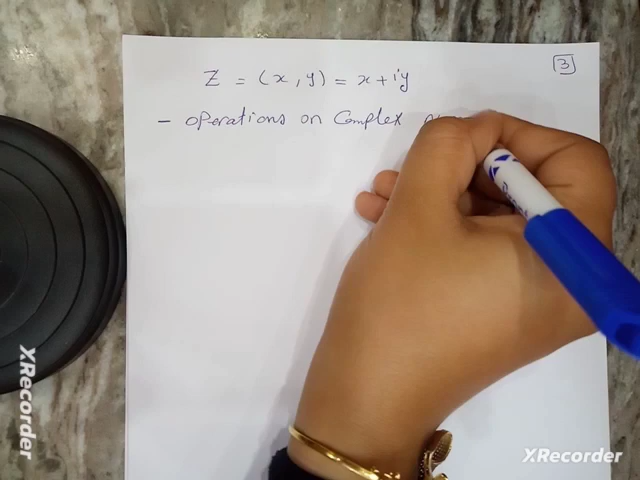 [3]
Z = (x, y) = x + iy
- operations on Complex
XRecorder
XRecorder